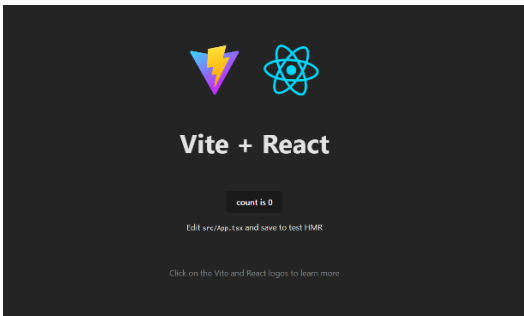 Vite + React
count is 0
Edit src/App.tsx and save to test HMR
Click on the Vite and React logos to learn more